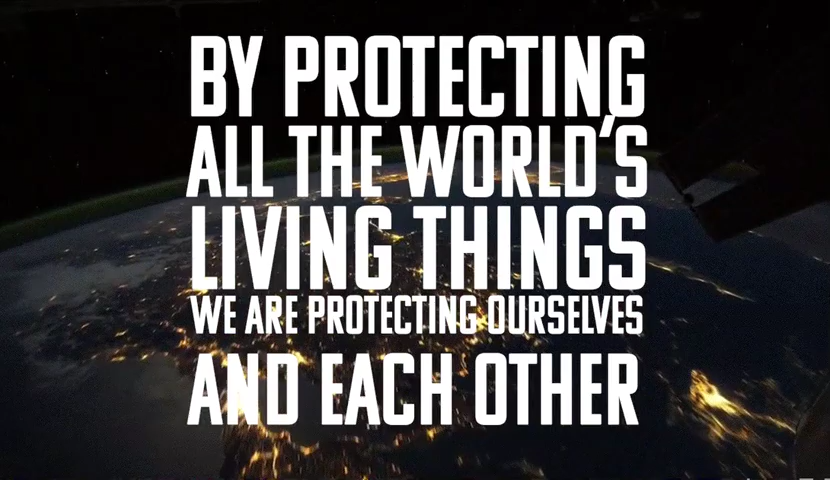 BY PROTECTING
ALL THE WORLD'S
LIVING THINGS
WE ARE PROTECTING OURSELVES
AND EACH OTHER